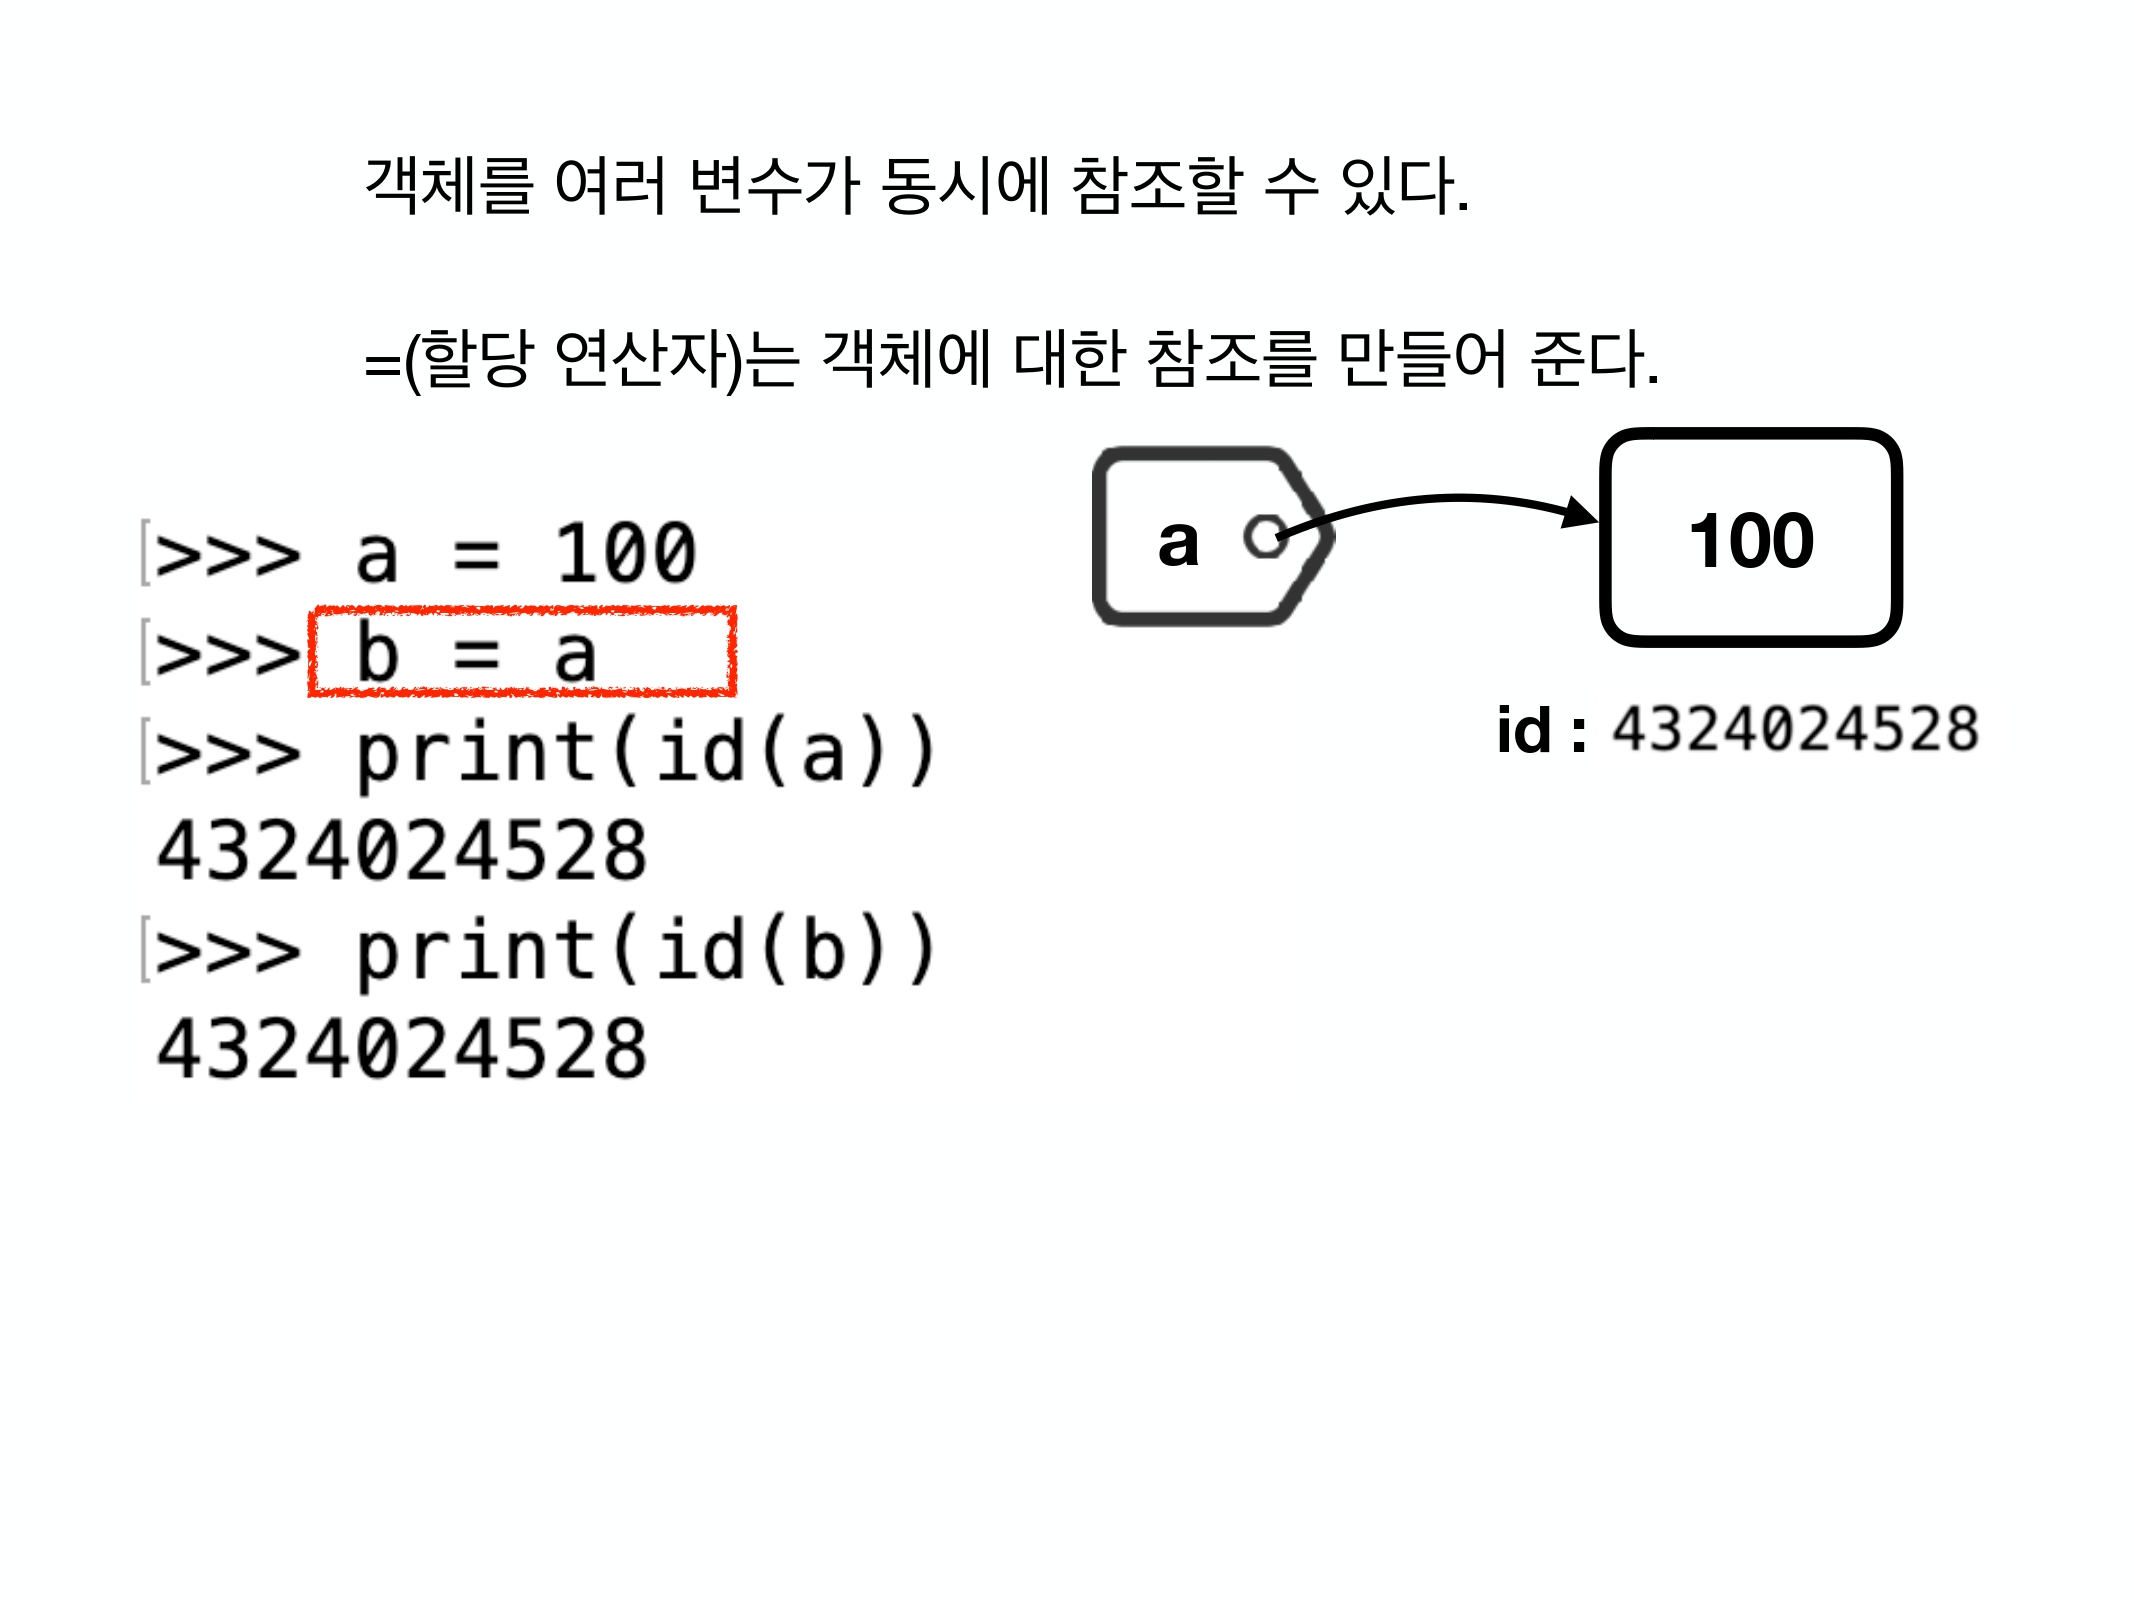 객체를 여러 변수가 동시에 참조할 수 있다.
=(할당 연산자)는 객체에 대한 참조를 만들어 준다.
>>> a = 100
>>> b = a
>>> print(id(a))
4324024528
>>> print(id(b))
4324024528
a
100
id : 4324024528